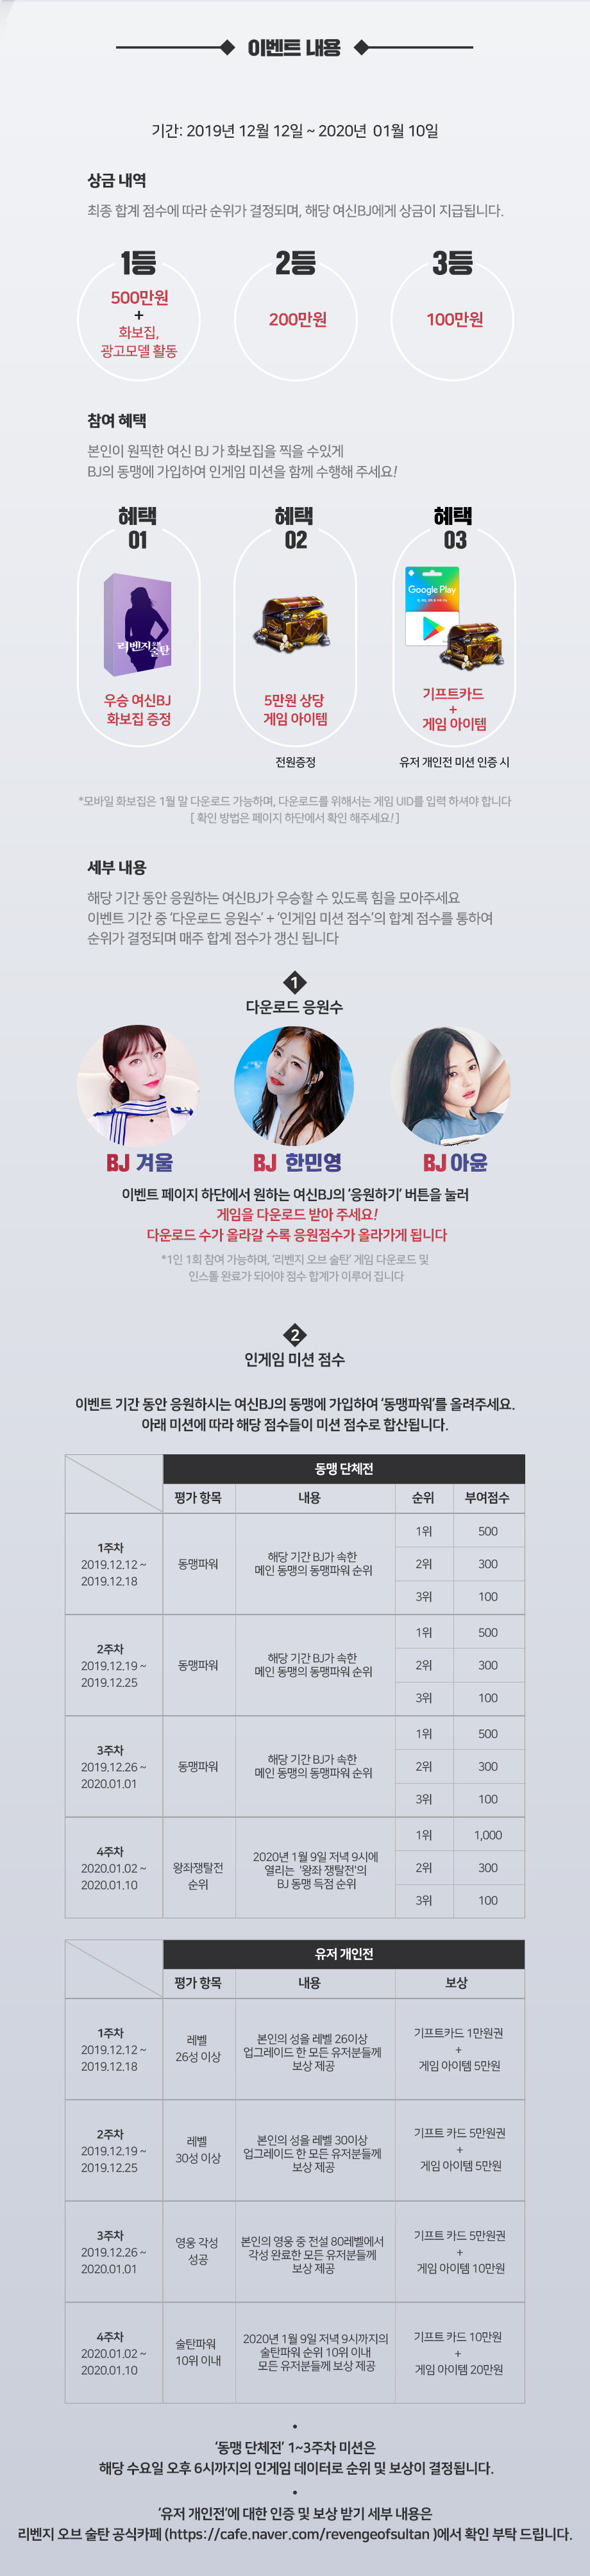 이벤트 내용
기간: 2019년 12월 12일 ~ 2020년 01월 10일
상금 내역
최종 합계 점수에 따라 순위가 결정되며, 해당 여신BJ에게 상금이 지급됩니다.
1등
500만원
+
화보집,
광고모델 활동
2등
200만원
3등
100만원
참여 혜택
본인이 원픽한 여신 BJ 가 화보집을 찍을 수있게
BJ의 동맹에 가입하여 인게임 미션을 함께 수행해 주세요!
혜택
01
리벤지 오브
술탄
우승 여신BJ
화보집 증정
혜택
02
5만원 상당
게임 아이템
전원증정
혜택
03
Google Play
기프트카드
+
게임 아이템
유저 개인전 미션 인증 시
*모바일 화보집은 1월 말 다운로드 가능하며, 다운로드를 위해서는 게임 UID를 입력 하셔야 합니다
[ 확인 방법은 페이지 하단에서 확인 해주세요! ]
세부 내용
해당 기간 동안 응원하는 여신BJ가 우승할 수 있도록 힘을 모아주세요
이벤트 기간 중 '다운로드 응원수' + '인게임 미션 점수'의 합계 점수를 통하여
순위가 결정되며 매주 합계 점수가 갱신 됩니다
1
다운로드 응원수
BJ 겨울
BJ 한민영
BJ 아윤
이벤트 페이지 하단에서 원하는 여신BJ의 '응원하기' 버튼을 눌러
게임을 다운로드 받아 주세요!
다운로드 수가 올라갈 수록 응원점수가 올라가게 됩니다
*1인 1회 참여 가능하며, '리벤지 오브 술탄' 게임 다운로드 및
인스톨 완료가 되어야 점수 합계가 이루어 집니다
2
인게임 미션 점수
이벤트 기간 동안 응원하시는 여신BJ의 동맹에 가입하여 '동맹파워'를 올려주세요.
아래 미션에 따라 해당 점수들이 미션 점수로 합산됩니다.
동맹 단체전
평가 항목 내용 순위 부여점수
1주차
2019.12.12 ~
2019.12.18
동맹파워
해당 기간 BJ가 속한
메인 동맹의 동맹파워 순위
1위 500
2위 300
3위 100
2주차
2019.12.19 ~
2019.12.25
동맹파워
해당 기간 BJ가 속한
메인 동맹의 동맹파워 순위
1위 500
2위 300
3위 100
3주차
2019.12.26 ~
2020.01.01
동맹파워
해당 기간 BJ가 속한
메인 동맹의 동맹파워 순위
1위 500
2위 300
3위 100
4주차
2020.01.02 ~
2020.01.10
왕좌쟁탈전
순위
2020년 1월 9일 저녁 9시에
열리는 '왕좌 쟁탈전'의
BJ 동맹 득점 순위
1위 1,000
2위 300
3위 100
유저 개인전
평가 항목 내용 보상
1주차
2019.12.12 ~
2019.12.18
레벨
26성 이상
본인의 성을 레벨 26이상
업그레이드 한 모든 유저분들께
보상 제공
기프트카드 1만원권
+
게임 아이템 5만원
2주차
2019.12.19 ~
2019.12.25
레벨
30성 이상
본인의 성을 레벨 30이상
업그레이드 한 모든 유저분들께
보상 제공
기프트 카드 5만원권
+
게임 아이템 5만원
3주차
2019.12.26 ~
2020.01.01
영웅 각성
성공
본인의 영웅 중 전설 80레벨에서
각성 완료한 모든 유저분들께
보상 제공
기프트 카드 5만원권
+
게임 아이템 10만원
4주차
2020.01.02 ~
2020.01.10
술탄파워
10위 이내
2020년 1월 9일 저녁 9시까지의
술탄파워 순위 10위 이내
모든 유저분들께 보상 제공
기프트 카드 10만원
+
게임 아이템 20만원
'동맹 단체전' 1~3주차 미션은
해당 수요일 오후 6시까지의 인게임 데이터로 순위 및 보상이 결정됩니다.
'유저 개인전'에 대한 인증 및 보상 받기 세부 내용은
리벤지 오브 술탄 공식카페 (https://cafe.naver.com/revengeofsultan )에서 확인 부탁 드립니다.